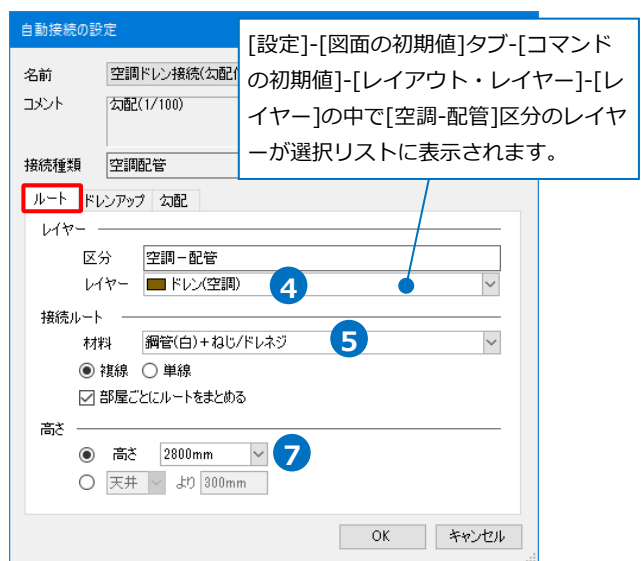 自動接続の設定
[設定]-[図面の初期値]タブ-[コマンド
の初期値]-[レイアウト・レイヤー]-[レ
イヤー]の中で[空調-配管]区分のレイヤ
ーが選択リストに表示されます。
名前 空調ドレン接続(勾配
コメント 勾配(1/100)
接続種類 空調配管
ルート ドレンアップ 勾配
レイヤー
区分 空調－配管
レイヤー ドレン(空調) 4
接続ルート
材料 鋼管(白)+ねじ/ドレネジ 5
複線 単線
部屋ごとにルートをまとめる
高さ
高さ 2800mm 7
天井 より 300mm
OK キャンセル